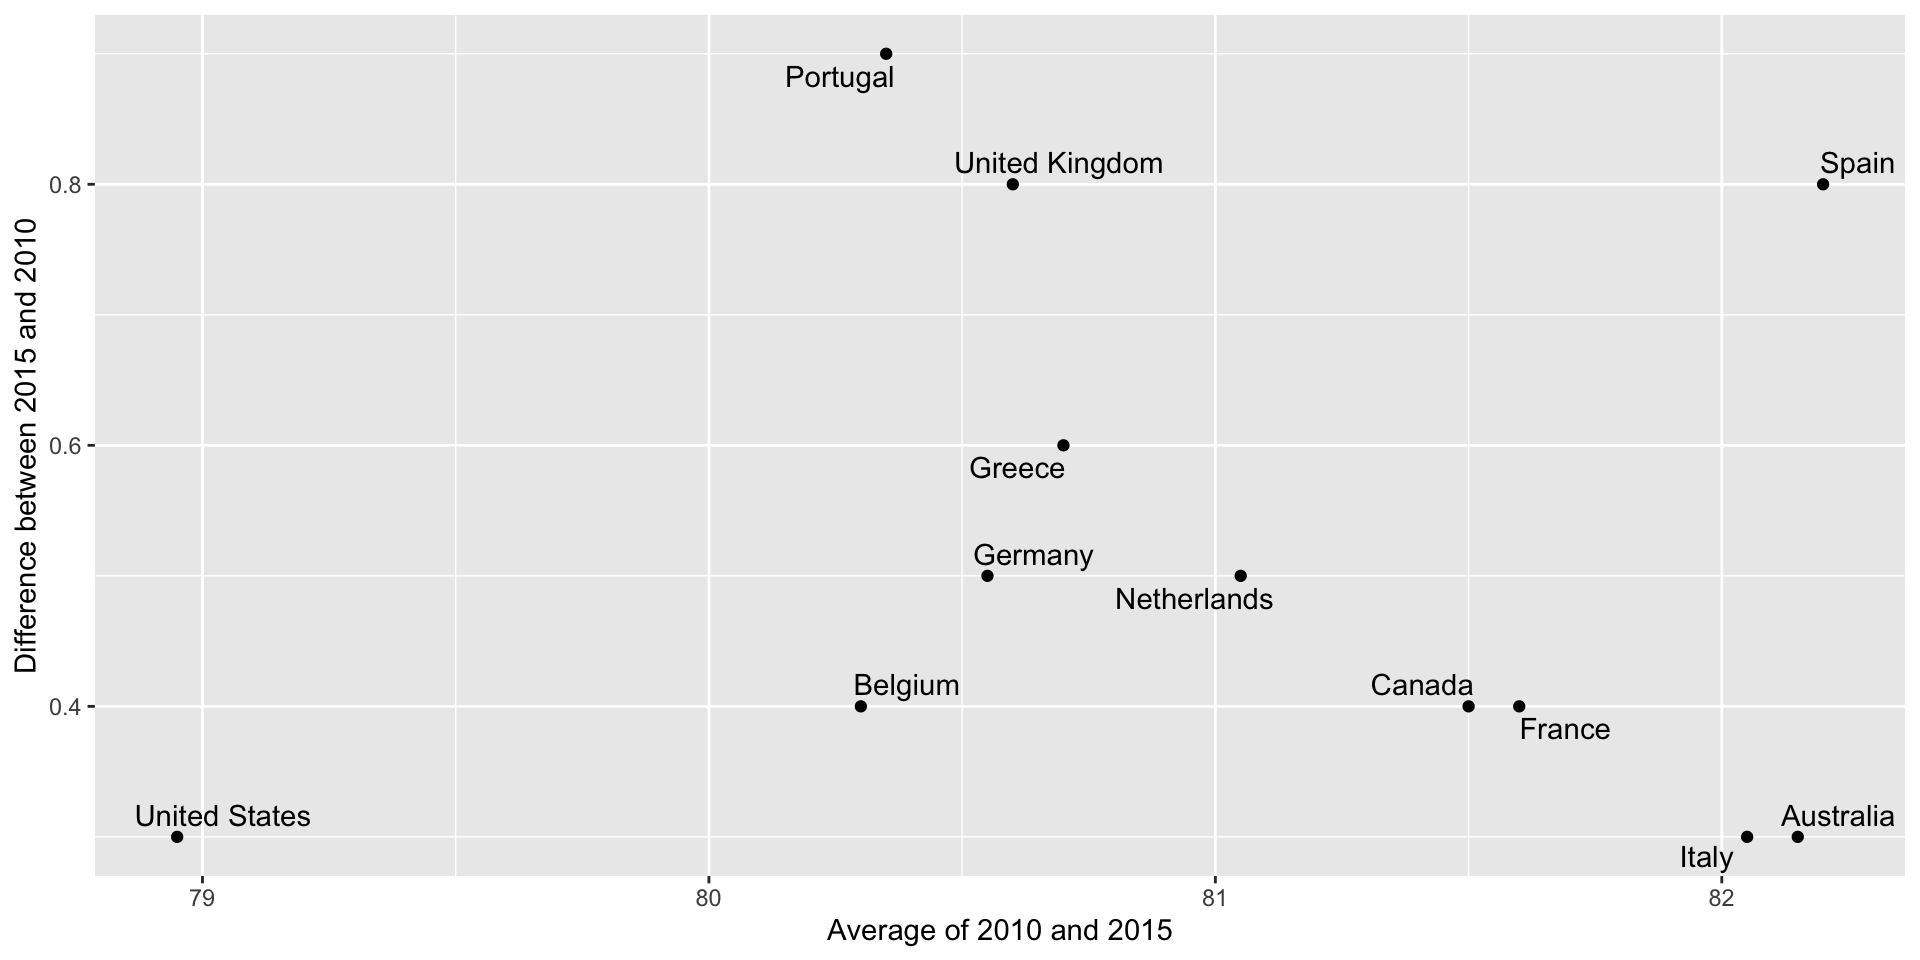 Portugal
United Kingdom
Spain
0.8
Difference between 2015 and 2010
0.6
Greece
Germany
Netherlands
Belgium
Canada
0.4
France
United States
Australia
Italy
79
80
81
82
Average of 2010 and 2015